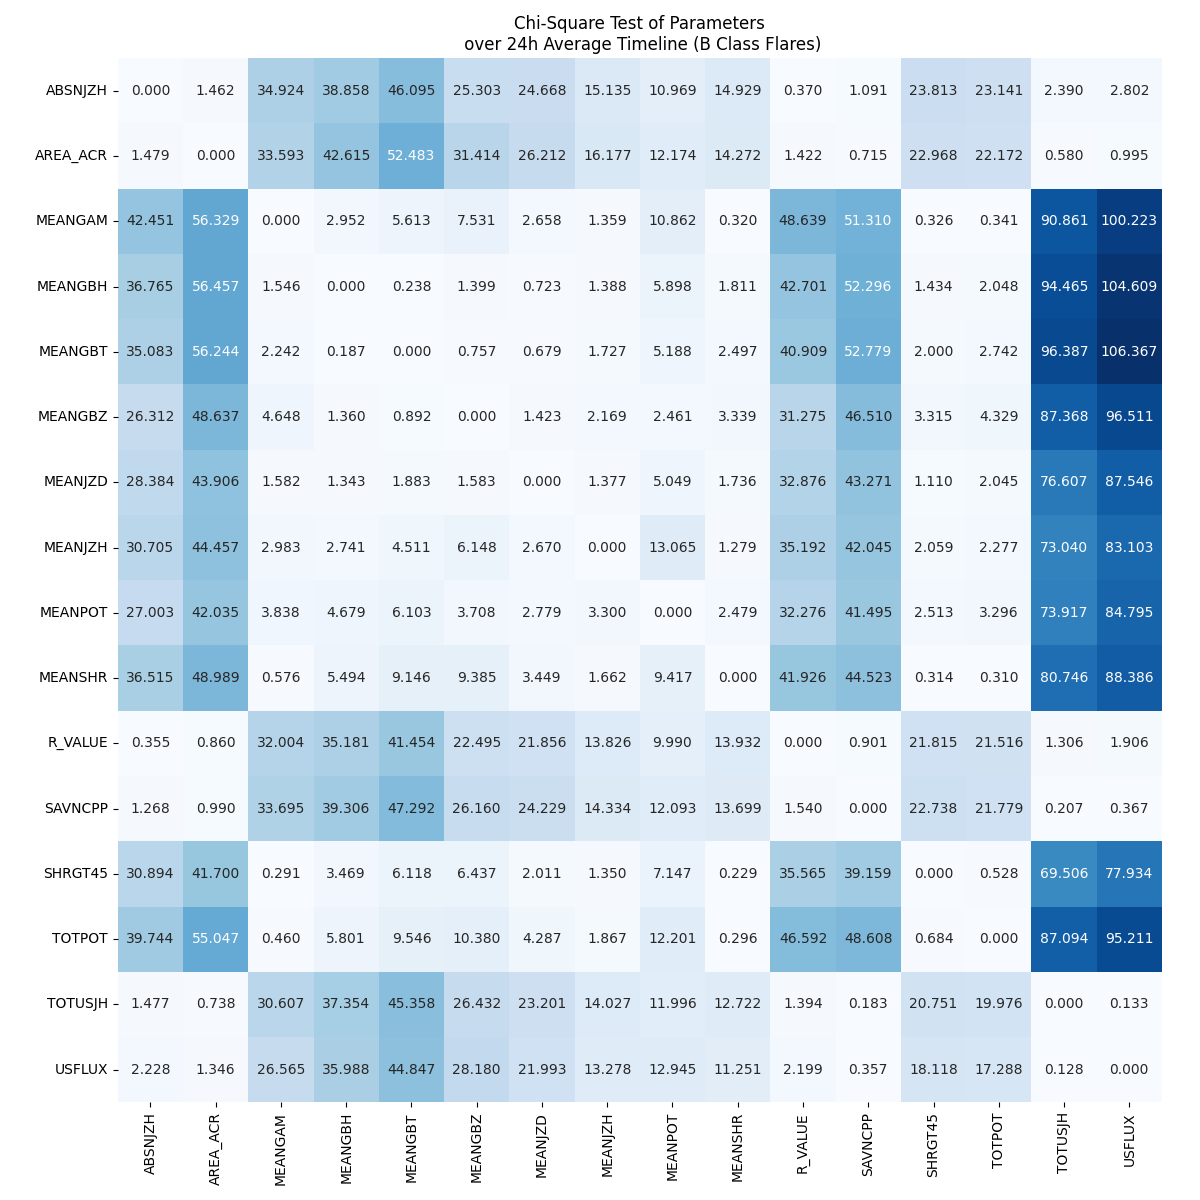 Chi-Square Test of Parameters
over 24h Average Timeline (B Class Flares)
ABSNJZH 0.000 1.462 34.924 38.858 46.095 25.303 24.668 15.135 10.969 14.929 0.370 1.091 23.813 23.141 2.390 2.802
AREA_ACR 1.479 0.000 33.593 42.615 52.483 31.414 26.212 16.177 12.174 14.272 1.422 0.715 22.968 22.172 0.580 0.995
MEANGAM 42.451 56.329 0.000 2.952 5.613 7.531 2.658 1.359 10.862 0.320 48.639 51.310 0.326 0.341 90.861 100.223
MEANGBH 36.765 56.457 1.546 0.000 0.238 1.399 0.723 1.388 5.898 1.811 42.701 52.296 1.434 2.048 94.465 104.609
MEANGBT 35.083 56.244 2.242 0.187 0.000 0.757 0.679 1.727 5.188 2.497 40.909 52.779 2.000 2.742 96.387 106.367
MEANGBZ 26.312 48.637 4.648 1.360 0.892 0.000 1.423 2.169 2.461 3.339 31.275 46.510 3.315 4.329 87.368 96.511
MEANJZD 28.384 43.906 1.582 1.343 1.883 1.583 0.000 1.377 5.049 1.736 32.876 43.271 1.110 2.045 76.607 87.546
MEANJZH 30.705 44.457 2.983 2.741 4.511 6.148 2.670 0.000 13.065 1.279 35.192 42.045 2.059 2.277 73.040 83.103
MEANPOT 27.003 42.035 3.838 4.679 6.103 3.708 2.779 3.300 0.000 2.479 32.276 41.495 2.513 3.296 73.917 84.795
MEANSHR 36.515 48.989 0.576 5.494 9.146 9.385 3.449 1.662 9.417 0.000 41.926 44.523 0.314 0.310 80.746 88.386
R_VALUE 0.355 0.860 32.004 35.181 41.454 22.495 21.856 13.826 9.990 13.932 0.000 0.901 21.815 21.516 1.306 1.906
SAVNCPP 1.268 0.990 33.695 39.306 47.292 26.160 24.229 14.334 12.093 13.699 1.540 0.000 22.738 21.779 0.207 0.367
SHRGT45 30.894 41.700 0.291 3.469 6.118 6.437 2.011 1.350 7.147 0.229 35.565 39.159 0.000 0.528 69.506 77.934
TOTPOT 39.744 55.047 0.460 5.801 9.546 10.380 4.287 1.867 12.201 0.296 46.592 48.608 0.684 0.000 87.094 95.211
TOTUSJH 1.477 0.738 30.607 37.354 45.358 26.432 23.201 14.027 11.996 12.722 1.394 0.183 20.751 19.976 0.000 0.133
USFLUX 2.228 1.346 26.565 35.988 44.847 28.180 21.993 13.278 12.945 11.251 2.199 0.357 18.118 17.288 0.128 0.000
ABSNJZH AREA_ACR MEANGAM MEANGBH MEANGBT MEANGBZ MEANJZD MEANJZH MEANPOT MEANSHR R_VALUE SAVNCPP SHRGT45 TOTPOT TOTUSJH USFLUX